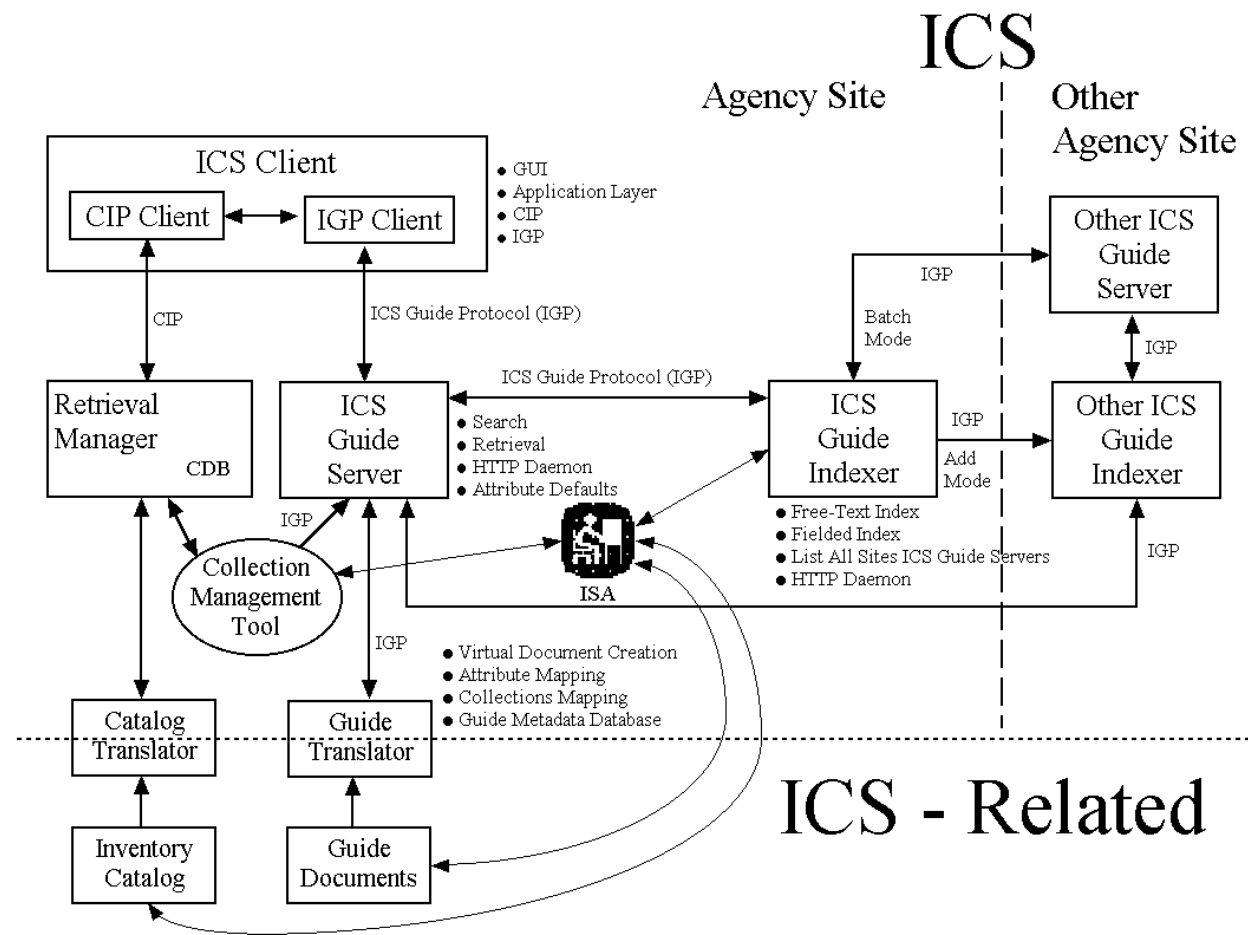 ICS
Agency Site
Other
Agency Site
ICS Client
CIP Client
IGP Client
● GUI
● Application Layer
● CIP
● IGP
Other ICS
Guide
Server
IGP
Batch
Mode
CIP
ICS Guide Protocol (IGP)
IGP
Retrieval
Manager
CDB
ICS
Guide
Server
ICS Guide Protocol (IGP)
● Search
● Retrieval
● HTTP Daemon
● Attribute Defaults
ICS
Guide
Indexer
IGP
Add
Mode
Other ICS
Guide
Indexer
● Free-Text Index
● Fielded Index
● List All Sites ICS Guide Servers
● HTTP Daemon
IGP
IGP
Collection
Management
Tool
ISA
IGP
● Virtual Document Creation
● Attribute Mapping
● Collections Mapping
● Guide Metadata Database
Catalog
Translator
Guide
Translator
ICS - Related
Inventory
Catalog
Guide
Documents